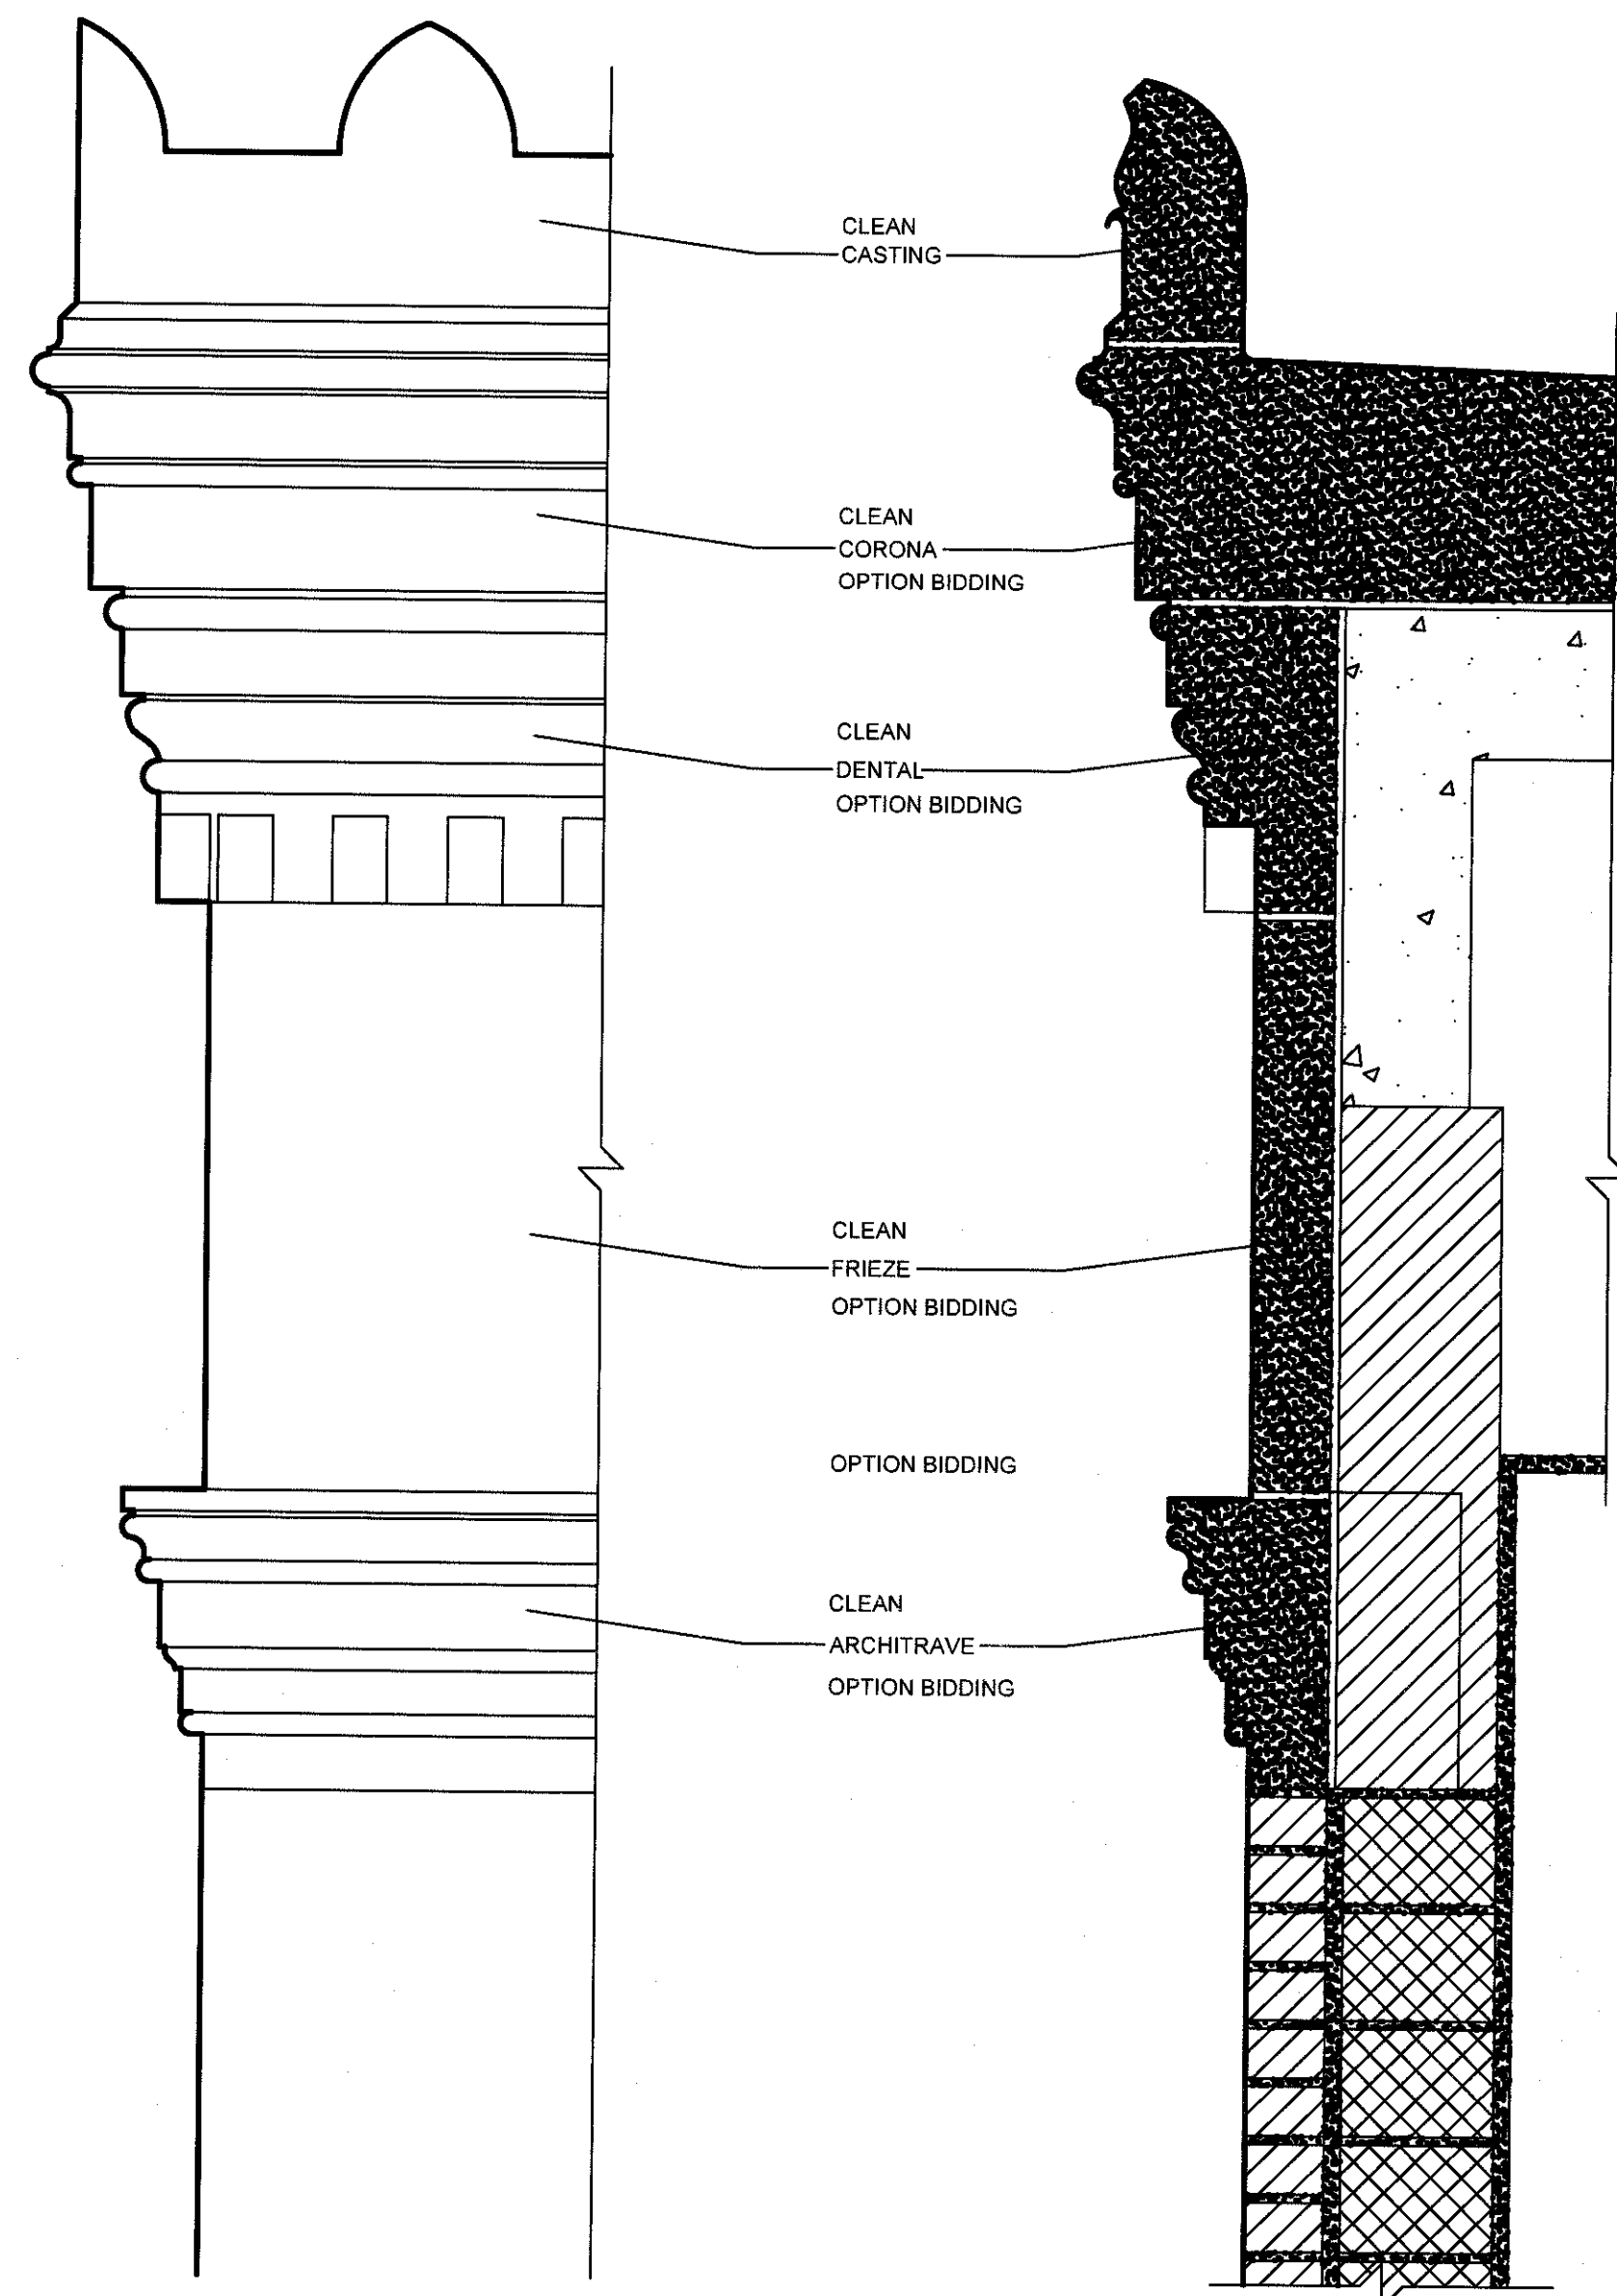 CLEAN
CASTING
CLEAN
CORONA
OPTION BIDDING
CLEAN
DENTAL
OPTION BIDDING
CLEAN
FRIEZE
OPTION BIDDING
OPTION BIDDING
CLEAN
ARCHITRAVE
OPTION BIDDING